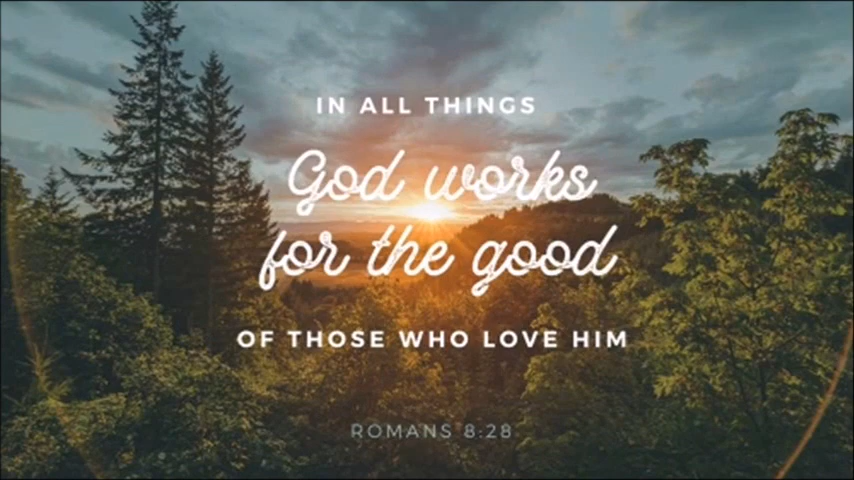 IN ALL THINGS
God works
for the good
OF THOSE WHO LOVE HIM
ROMANS 8:28